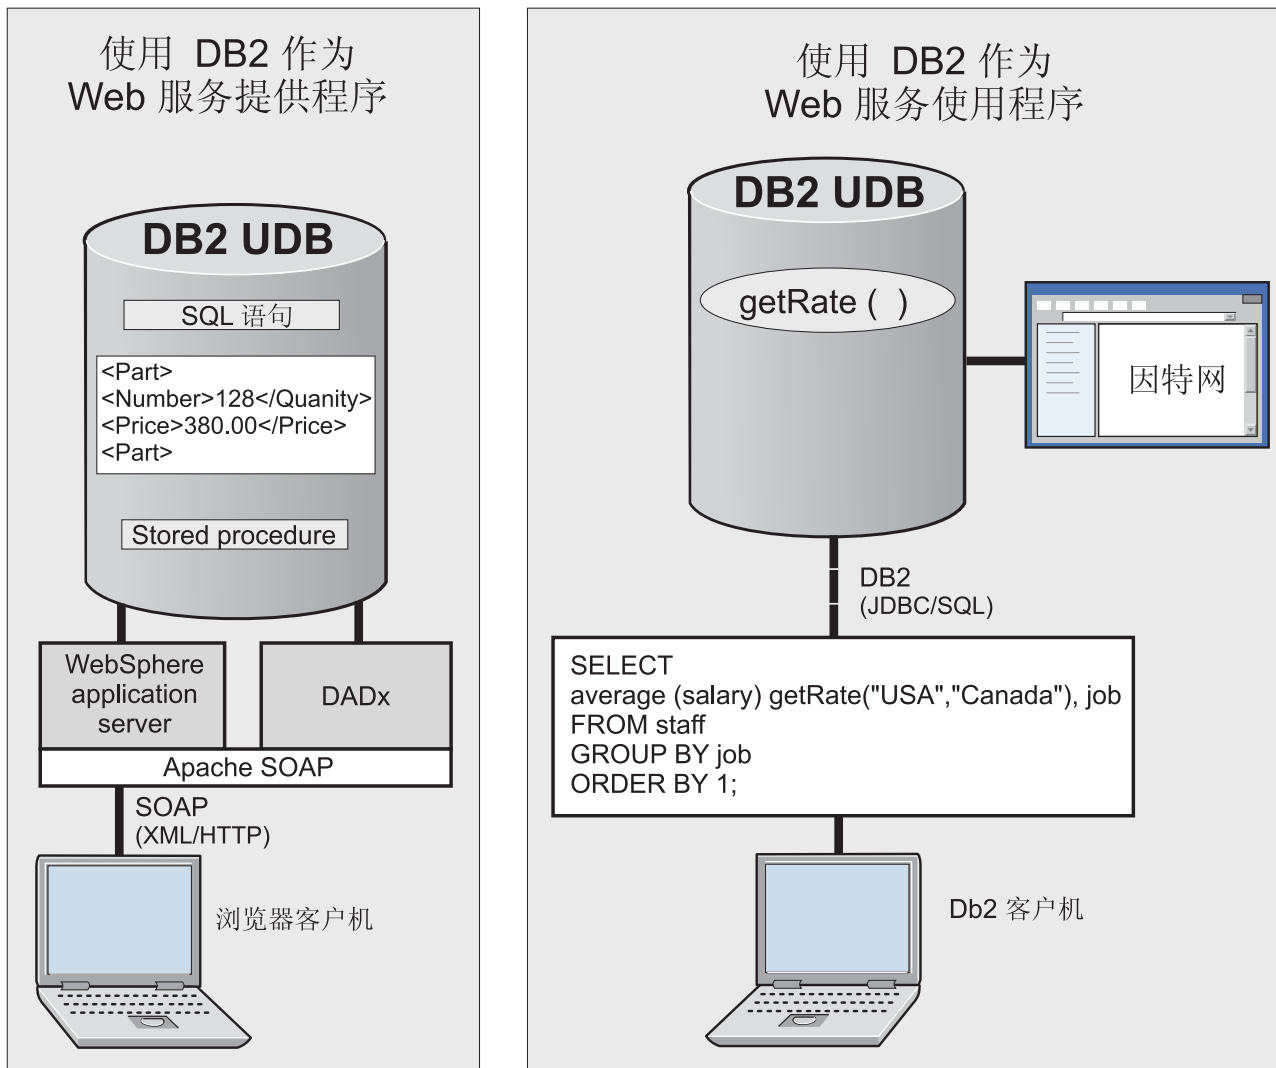 使用 DB2 作为
Web 服务提供程序
DB2 UDB
SQL 语句
<Part>
<Number>128</Quanity>
<Price>380.00</Price>
<Part>
Stored procedure
WebSphere
application
server
DADx
Apache SOAP
SOAP
(XML/HTTP)
浏览器客户机
使用 DB2 作为
Web 服务使用程序
DB2 UDB
getRate ( )
因特网
DB2
(JDBC/SQL)
SELECT
average (salary) getRate("USA","Canada"), job
FROM staff
GROUP BY job
ORDER BY 1;
Db2 客户机